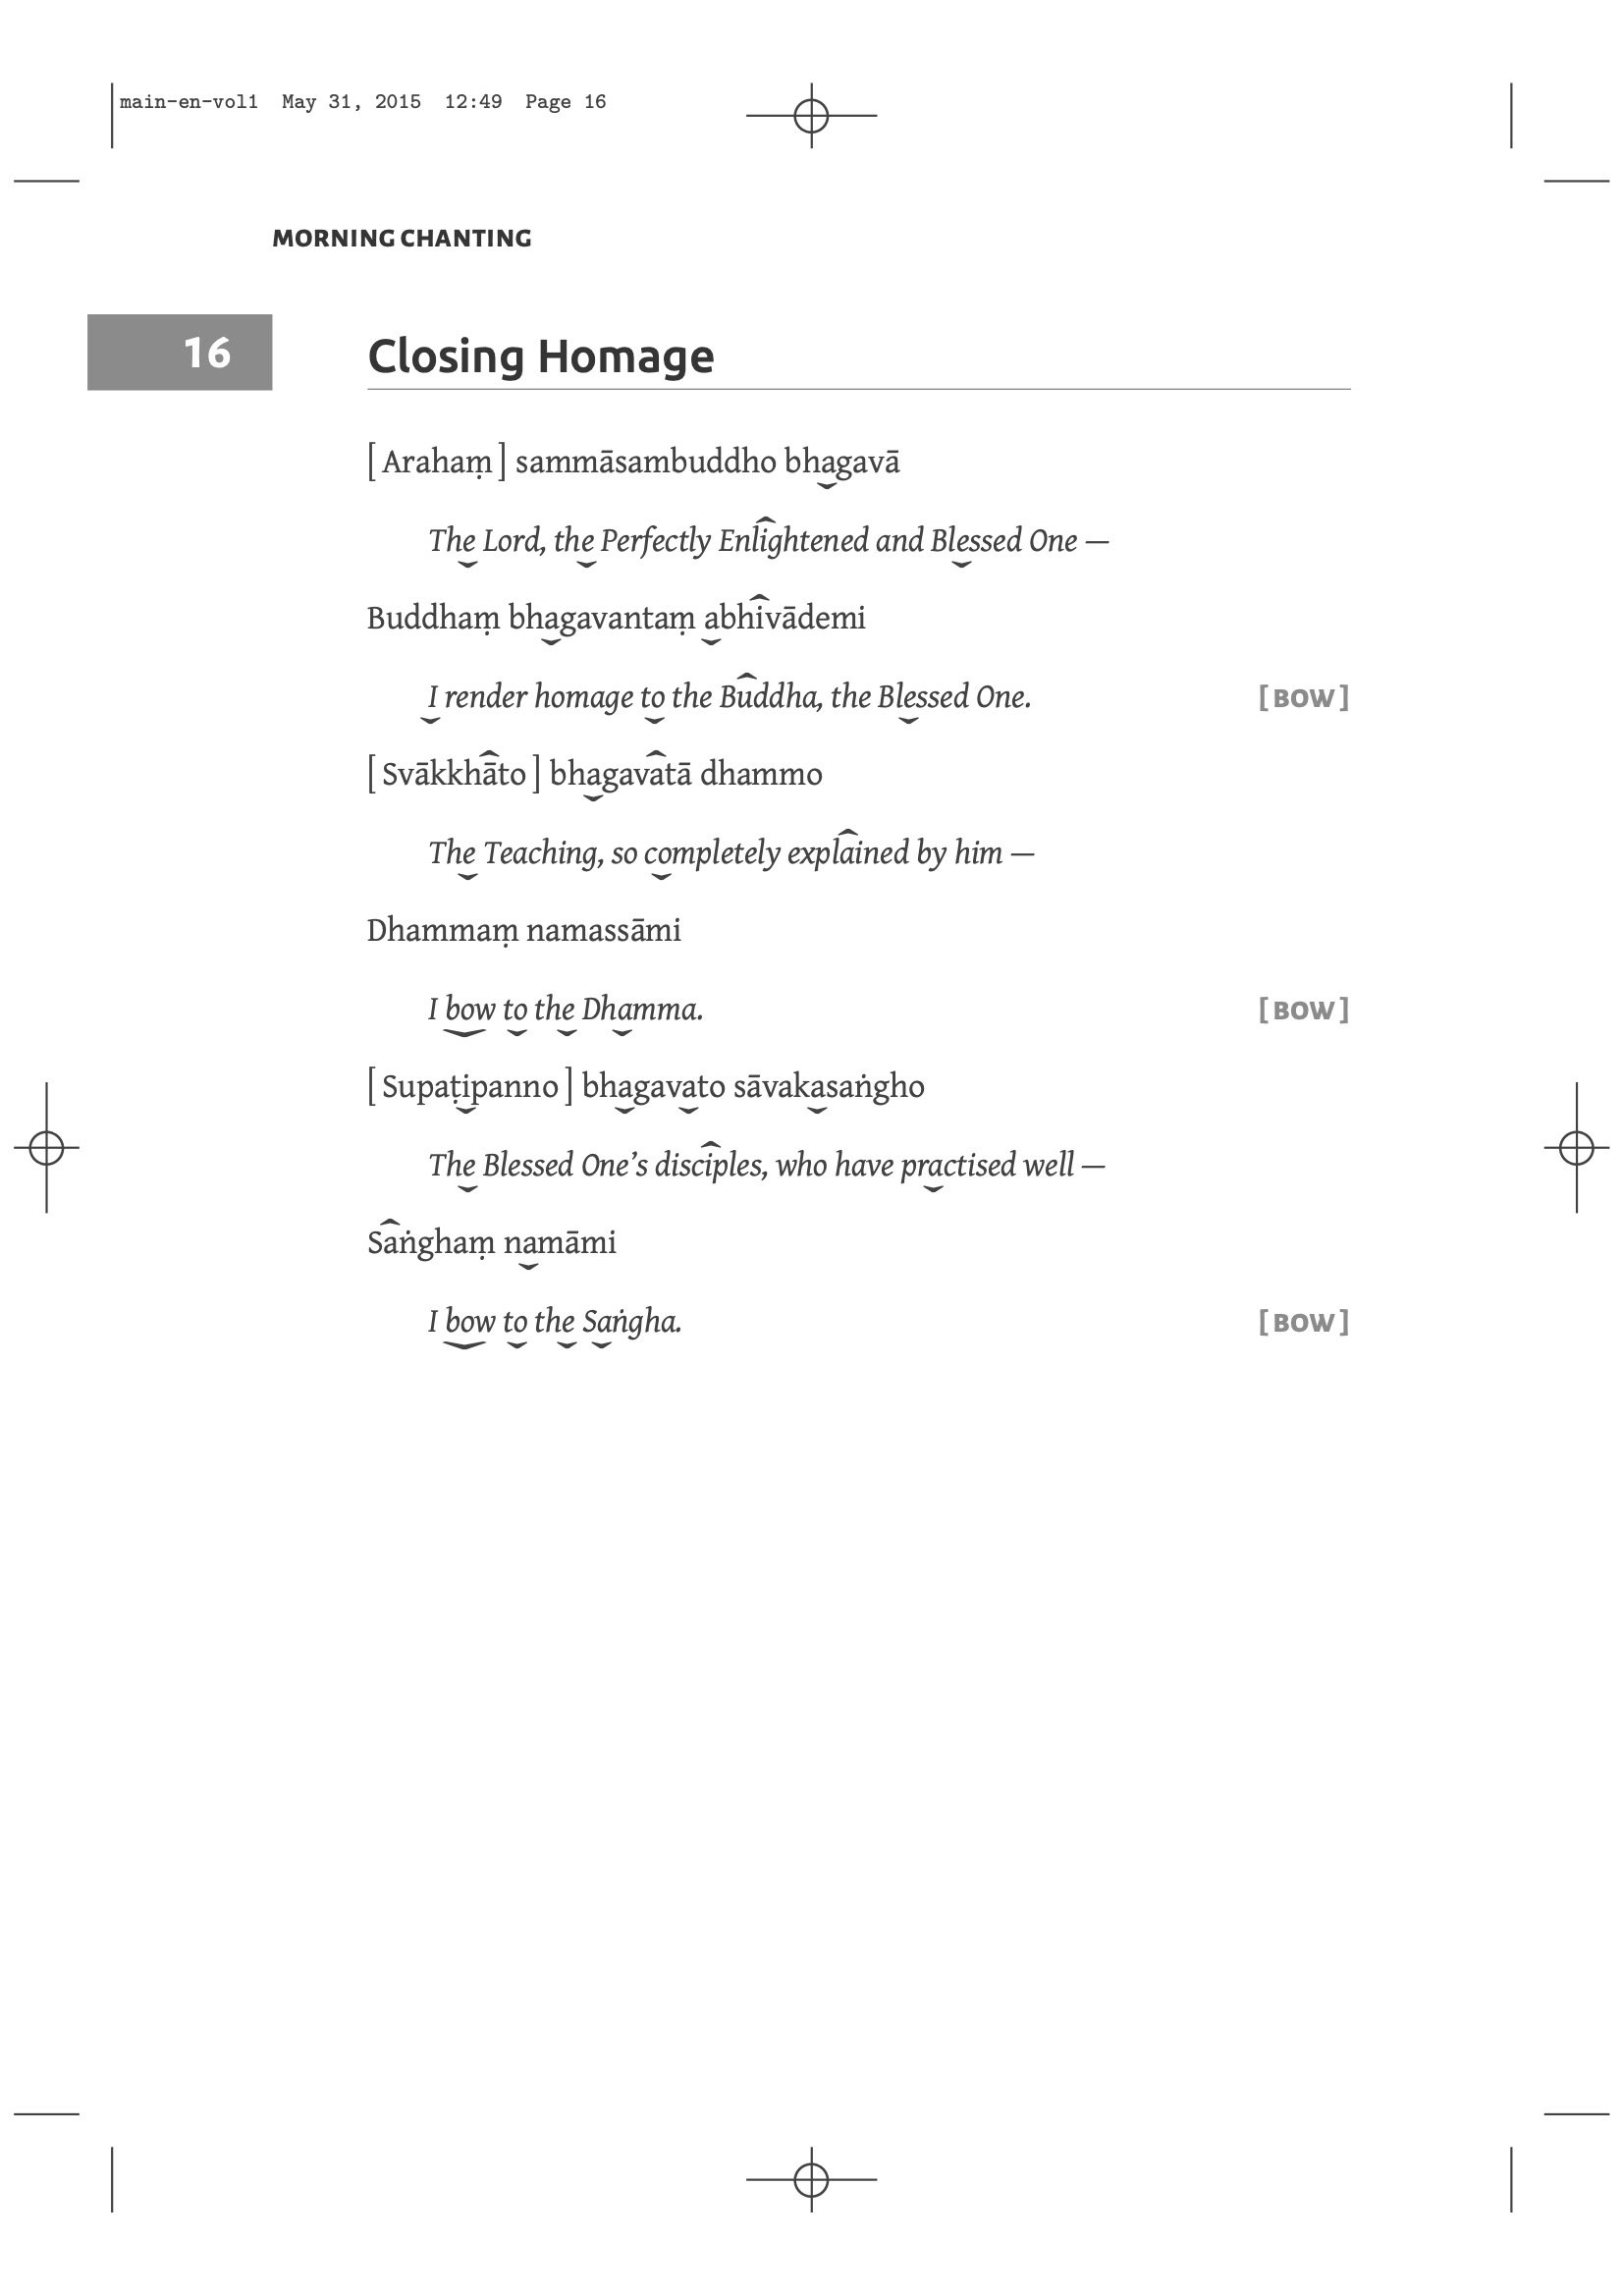 main-en-vol1 May 31, 2015 12:49 Page 16
MORNING CHANTING
16 Closing Homage
[ Arahaṃ ] sammāsambuddho bhagavā
The Lord, the Perfectly Enlightened and Blessed One —
Buddhaṃ bhagavantaṃ abhivādemi
I render homage to the Buddha, the Blessed One. [ BOW ]
[ Svākkhāto ] bhagavatā dhammo
The Teaching, so completely explained by him —
Dhammaṃ namassāmi
I bow to the Dhamma. [ BOW ]
[ Supaṭipanno ] bhagavato sāvakasaṅgho
The Blessed One’s disciples, who have practised well —
Saṅghaṃ namāmi
I bow to the Saṅgha. [ BOW ]